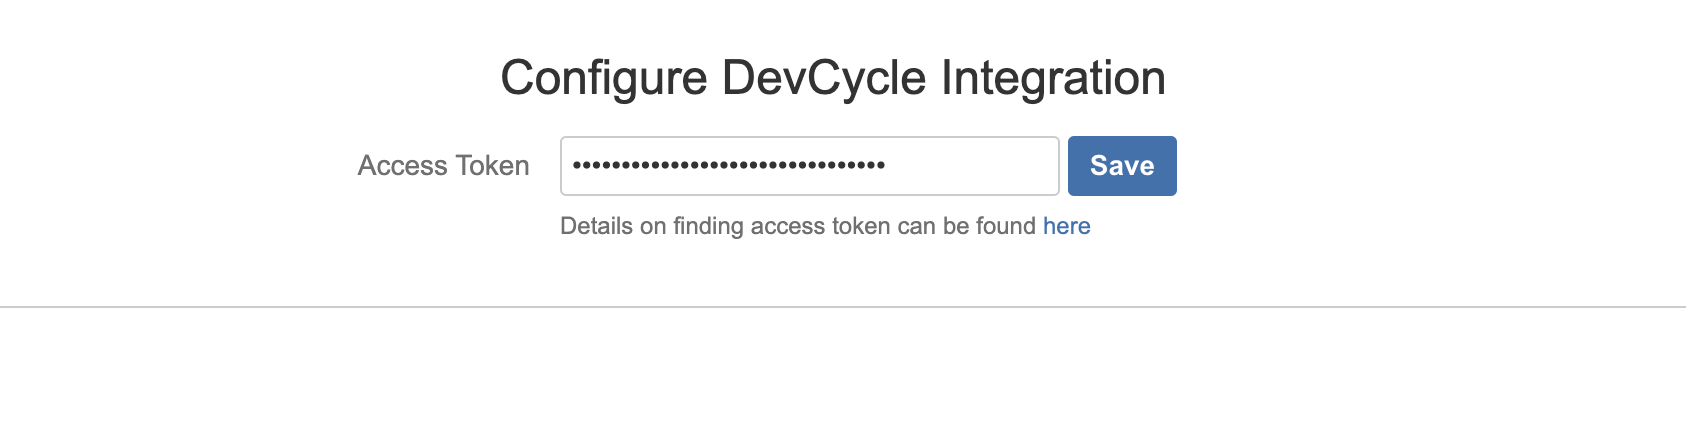 Configure DevCycle Integration
Access Token •••••••••••••••••••••••••••••••• Save
Details on finding access token can be found here